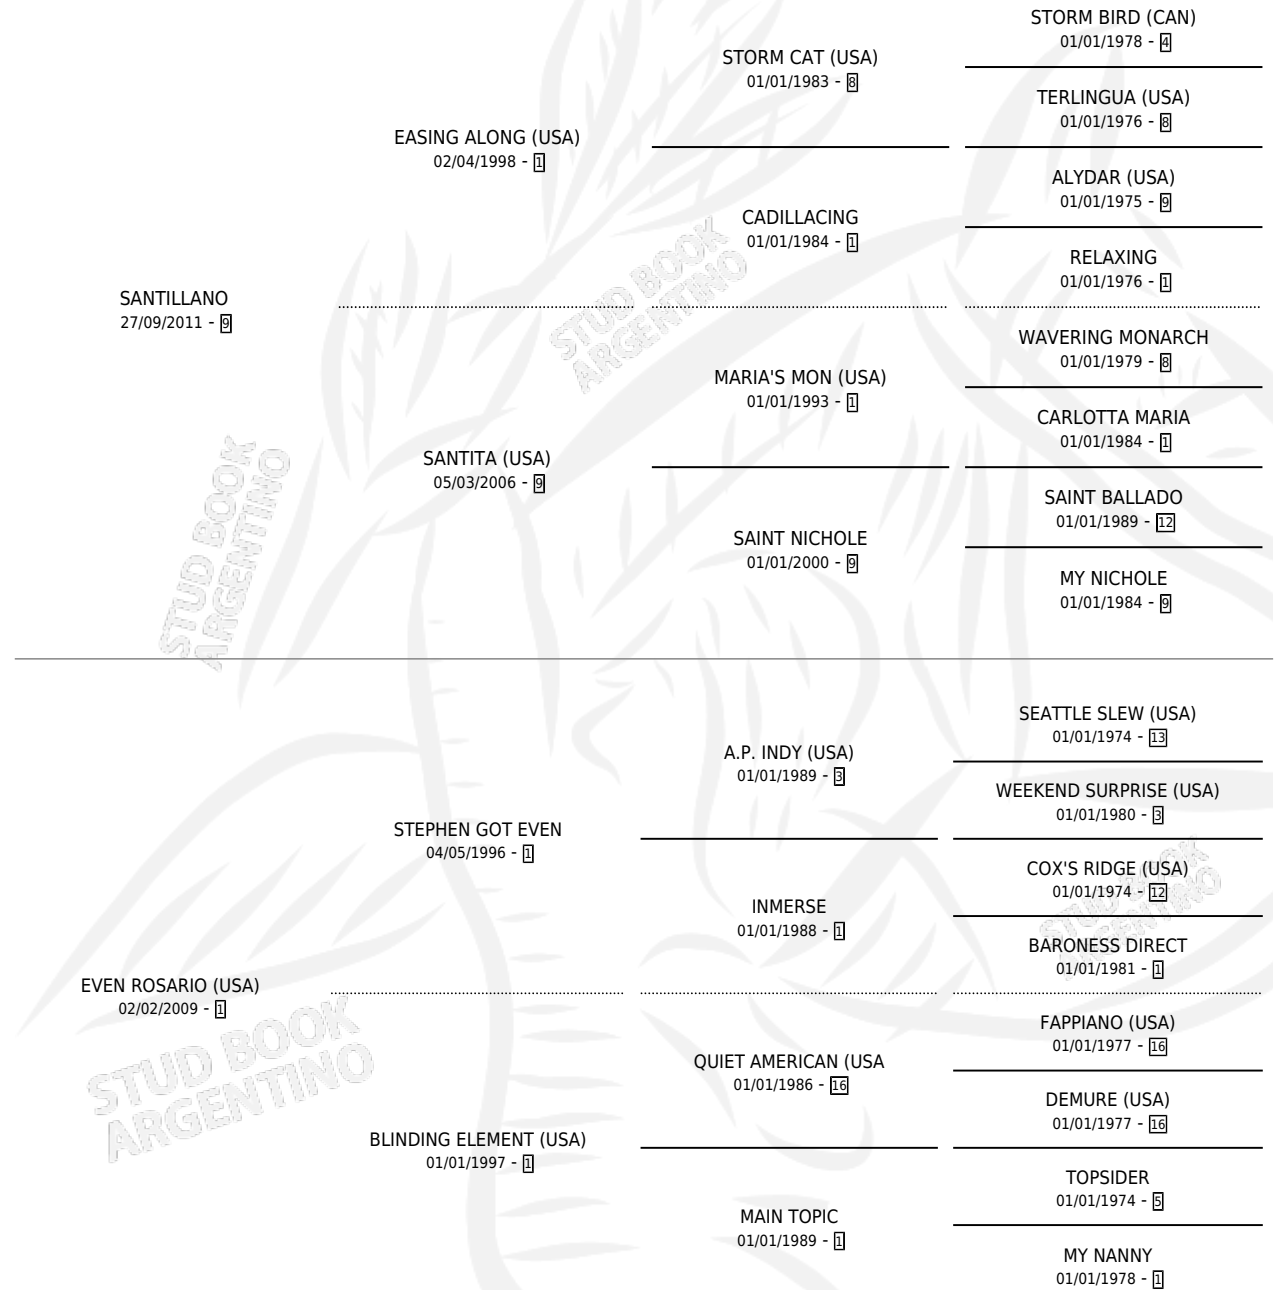 STORM BIRD (CAN)
01/01/1978 - 4
STORM CAT (USA)
01/01/1983 - 8
TERLINGUA (USA)
01/01/1976 - 8
EASING ALONG (USA)
02/04/1998 - 1
ALYDAR (USA)
01/01/1975 - 9
CADILLACING
01/01/1984 - 1
RELAXING
01/01/1976 - 1
SANTILLANO
27/09/2011 - 9
WAVERING MONARCH
01/01/1979 - 8
MARIA'S MON (USA)
01/01/1993 - 1
CARLOTTA MARIA
01/01/1984 - 1
SANTITA (USA)
05/03/2006 - 9
SAINT BALLADO
01/01/1989 - 12
SAINT NICHOLE
01/01/2000 - 9
MY NICHOLE
01/01/1984 - 9
STUD BOOK
ARGENTINO
STUD BOOK
ARGENTINO
SEATTLE SLEW (USA)
01/01/1974 - 13
A.P. INDY (USA)
01/01/1989 - 3
WEEKEND SURPRISE (USA)
01/01/1980 - 3
STEPHEN GOT EVEN
04/05/1996 - 1
COX'S RIDGE (USA)
01/01/1974 - 12
INMERSE
01/01/1988 - 1
BARONESS DIRECT
01/01/1981 - 1
EVEN ROSARIO (USA)
02/02/2009 - 1
FAPPIANO (USA)
01/01/1977 - 16
QUIET AMERICAN (USA
01/01/1986 - 16
DEMURE (USA)
01/01/1977 - 16
BLINDING ELEMENT (USA)
01/01/1997 - 1
TOPSIDER
01/01/1974 - 5
MAIN TOPIC
01/01/1989 - 1
MY NANNY
01/01/1978 - 1
STUD BOOK
ARGENTINO
STUD BOOK
ARGENTINO